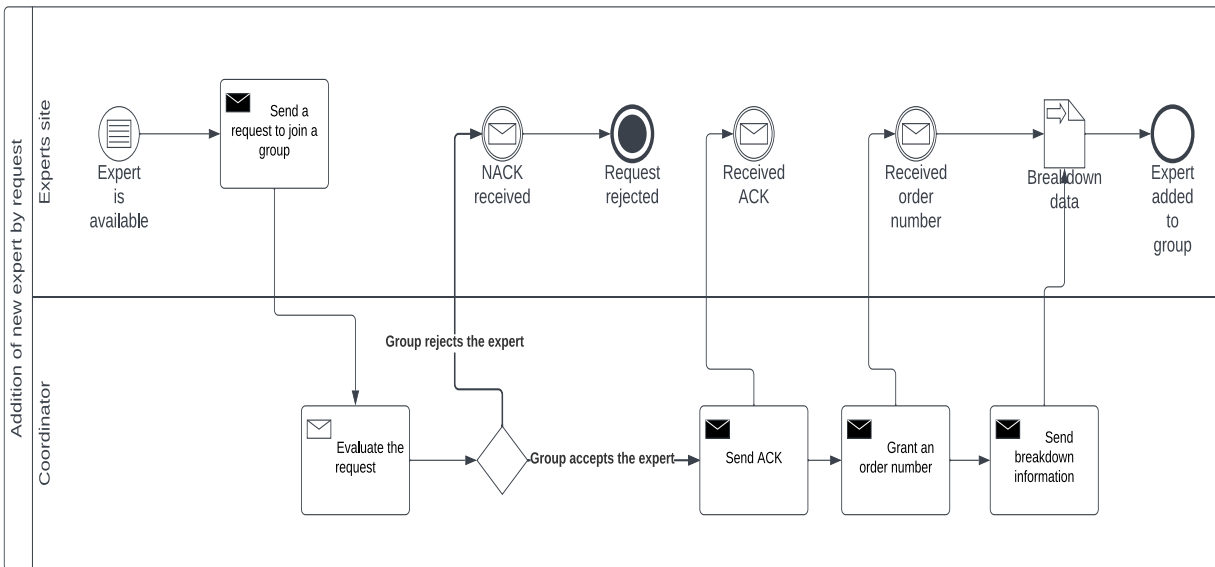 Addition of new expert by request
Experts site
Expert
is
available
Send a
request to join a
group
NACK
received
Request
rejected
Received
ACK
Received
order
number
Breakdown
data
Expert
added
to
group
Coordinator
Group rejects the expert
Evaluate the
request
Group accepts the expert
Send ACK
Grant an
order number
Send
breakdown
information